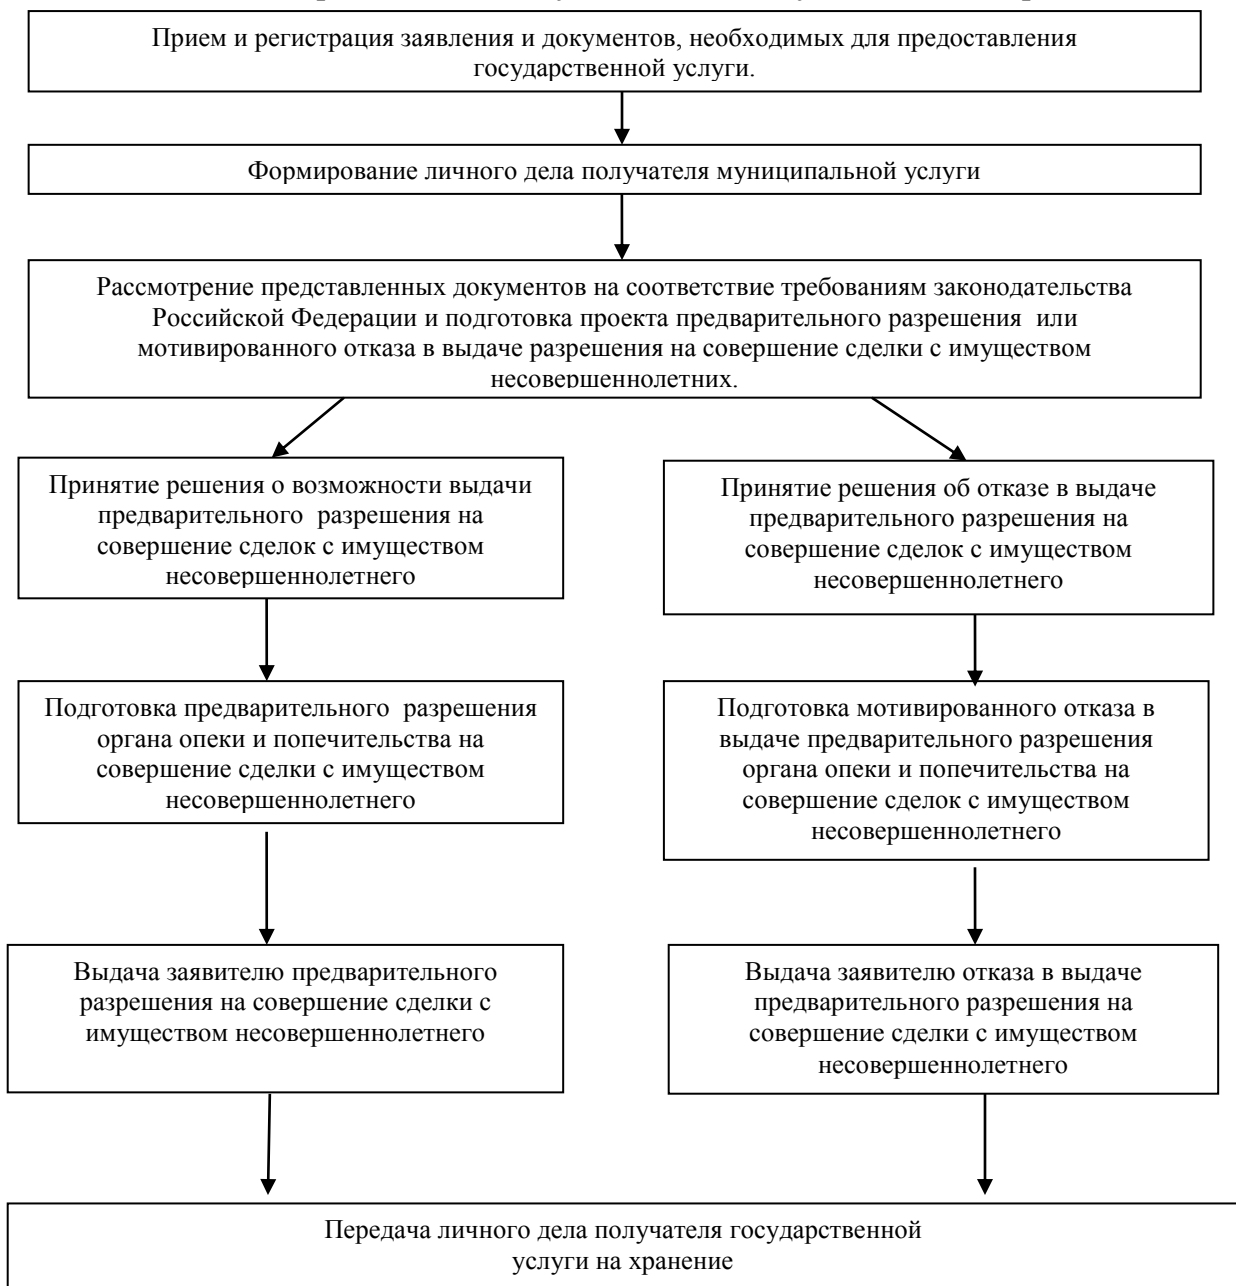 Прием и регистрация заявления и документов, необходимых для предоставления
государственной услуги.
Формирование личного дела получателя муниципальной услуги
Рассмотрение представленных документов на соответствие требованиям законодательства
Российской Федерации и подготовка проекта предварительного разрешения или
мотивированного отказа в выдаче разрешения на совершение сделки с имуществом
несовершеннолетних.
Принятие решения о возможности выдачи
предварительного разрешения на
совершение сделок с имуществом
несовершеннолетнего
Принятие решения об отказе в выдаче
предварительного разрешения на
совершение сделок с имуществом
несовершеннолетнего
Подготовка предварительного разрешения
органа опеки и попечительства на
совершение сделки с имуществом
несовершеннолетнего
Подготовка мотивированного отказа в
выдаче предварительного разрешения
органа опеки и попечительства на
совершение сделок с имуществом
несовершеннолетнего
Выдача заявителю предварительного
разрешения на совершение сделки с
имуществом несовершеннолетнего
Выдача заявителю отказа в выдаче
предварительного разрешения на
совершение сделки с имуществом
несовершеннолетнего
Передача личного дела получателя государственной
услуги на хранение